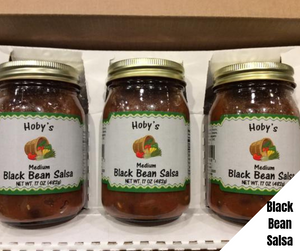 Hoby's
Medium
Black Bean Salsa
NET WT. 17 OZ (482g)
Hoby's
Medium
Black Bean Salsa
NET WT. 17 OZ (482g)
Hoby's
Medium
Black Bean Salsa
NET WT. 17 OZ (482g)
Black
Bean
Salsa